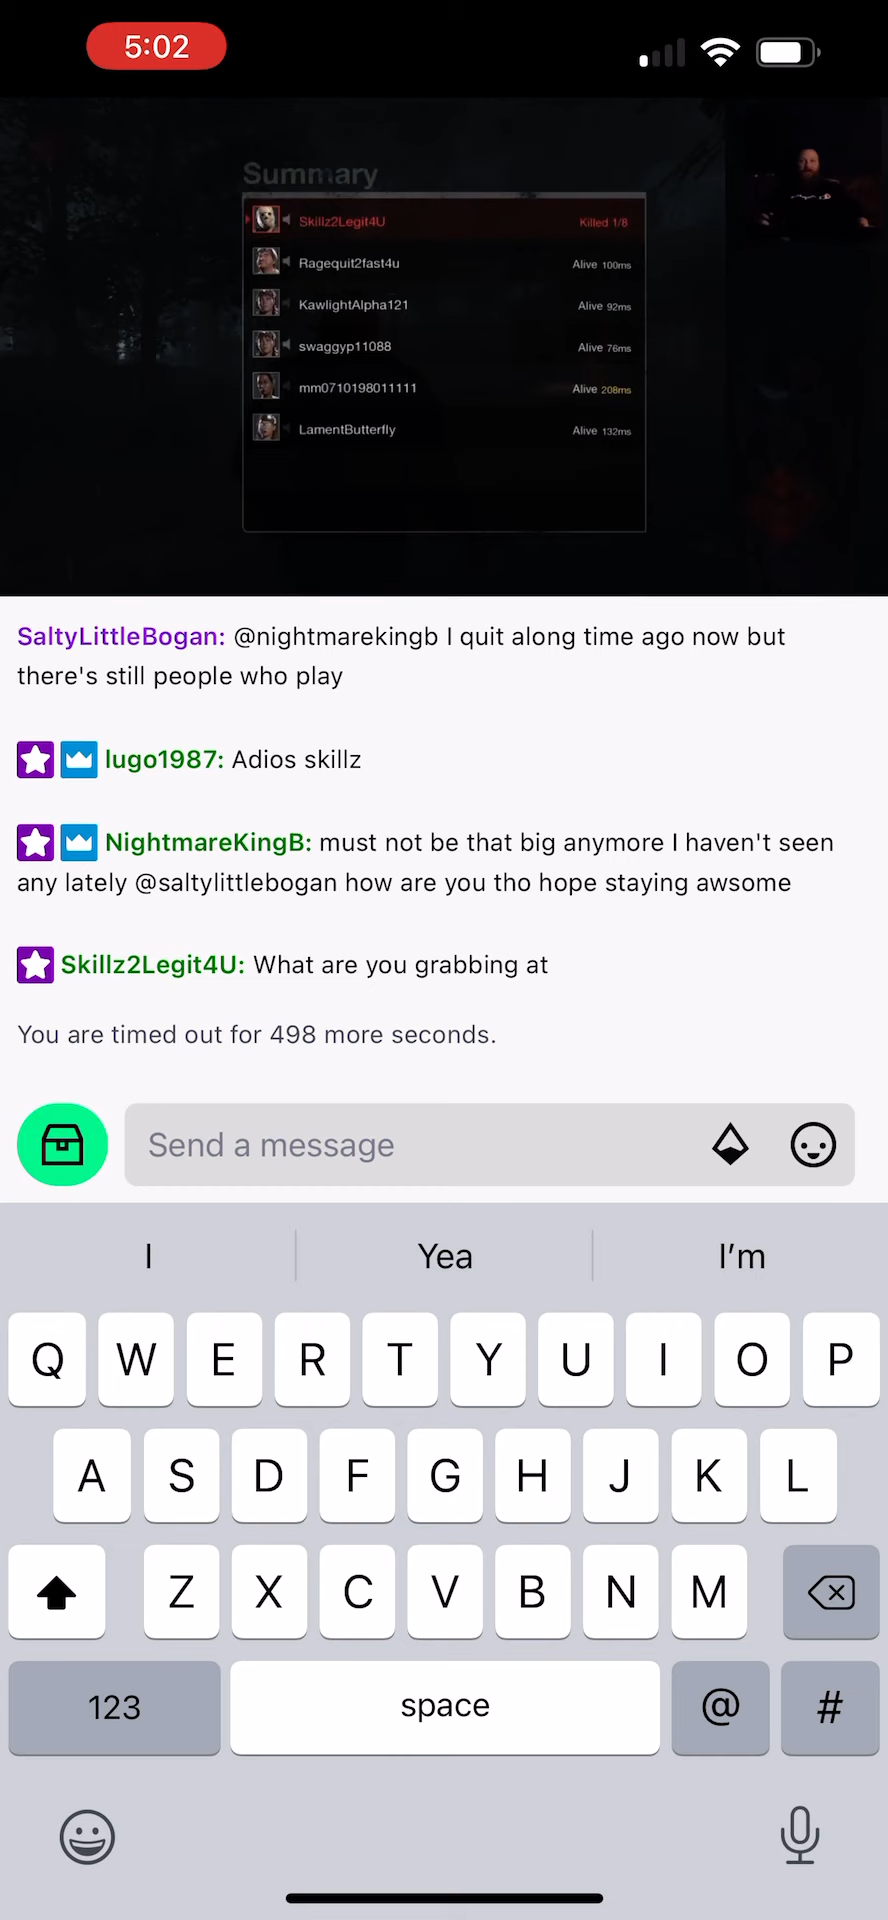 5:02
Summary
Skillz2Legit4U Killed 1/8
Ragequit2fast4u Alive 100ms
KawlightAlpha121 Alive 92ms
swaggyp11088 Alive 76ms
mm0710198011111 Alive 208ms
LamentButterfly Alive 132ms
SaltyLittleBogan: @nightmarekingb I quit along time ago now but
there's still people who play
lugo1987: Adios skillz
NightmareKingB: must not be that big anymore I haven't seen
any lately @saltylittlebogan how are you tho hope staying awsome
Skillz2Legit4U: What are you grabbing at
You are timed out for 498 more seconds.
Send a message
I Yea I'm
Q W E R T Y U I O P
A S D F G H J K L
Z X C V B N M
123 space @ #